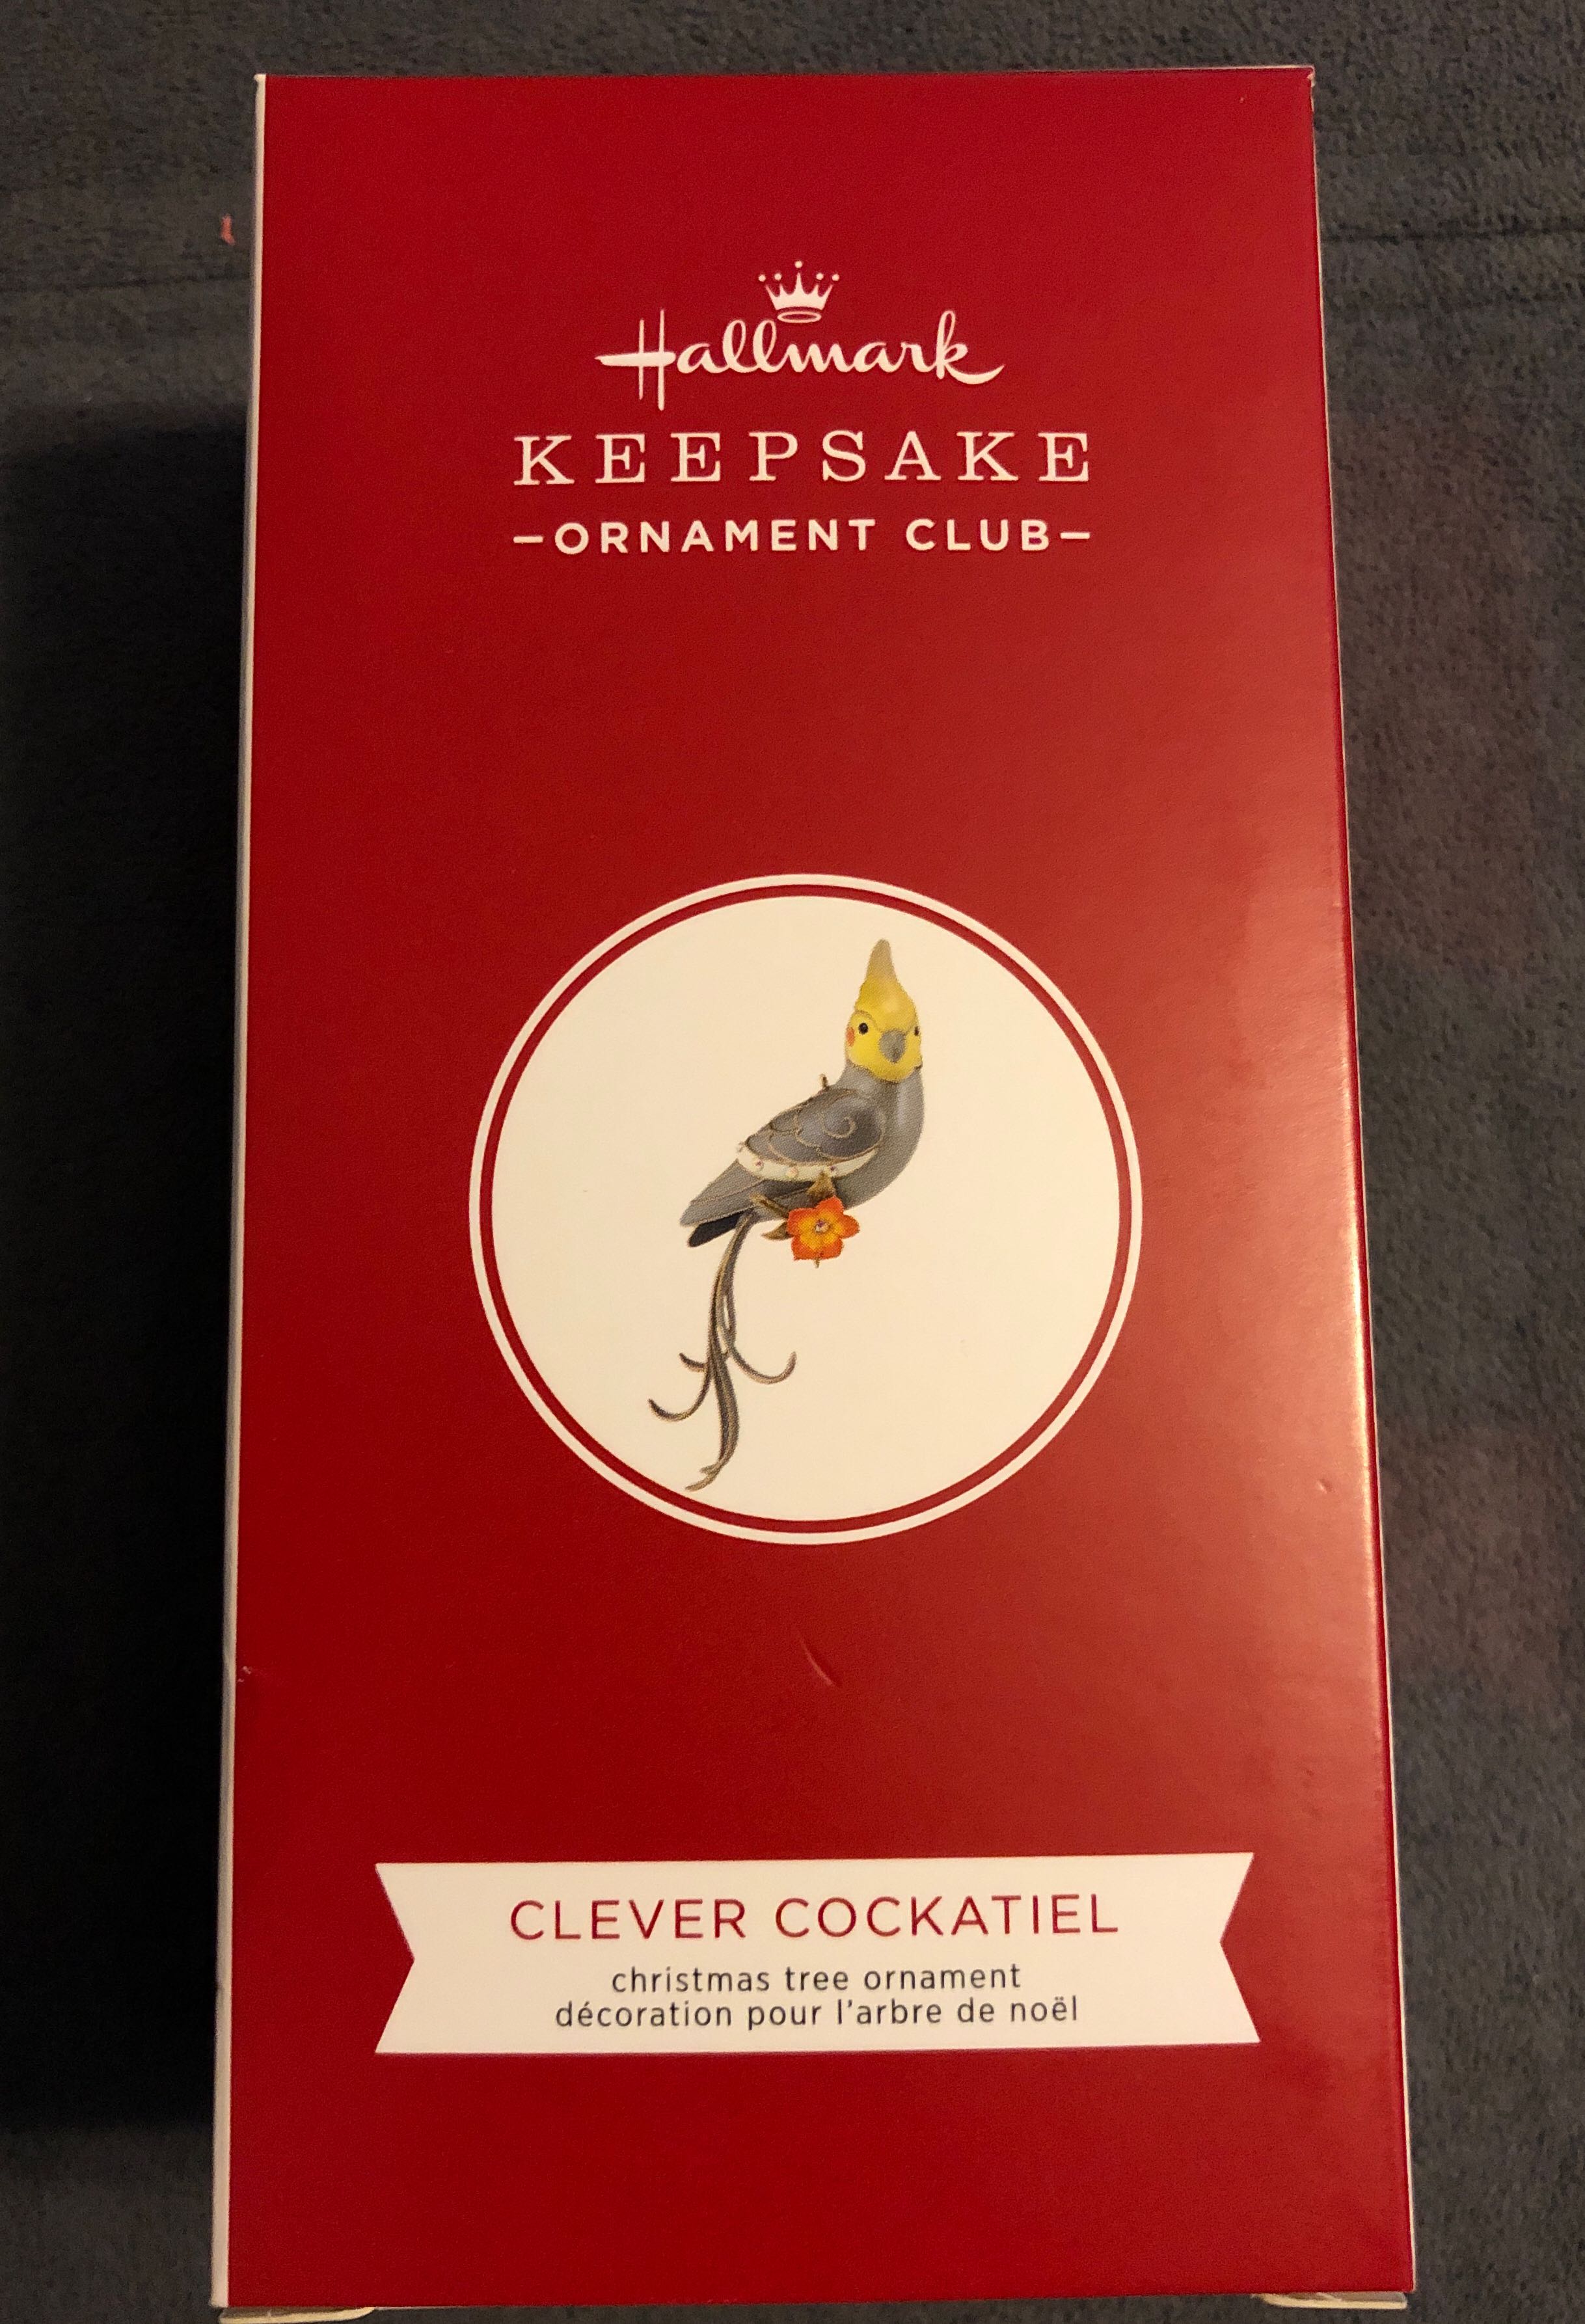 Hallmark
KEEPSAKE
–ORNAMENT CLUB–
CLEVER COCKATIEL
christmas tree ornament
décoration pour l'arbre de noël